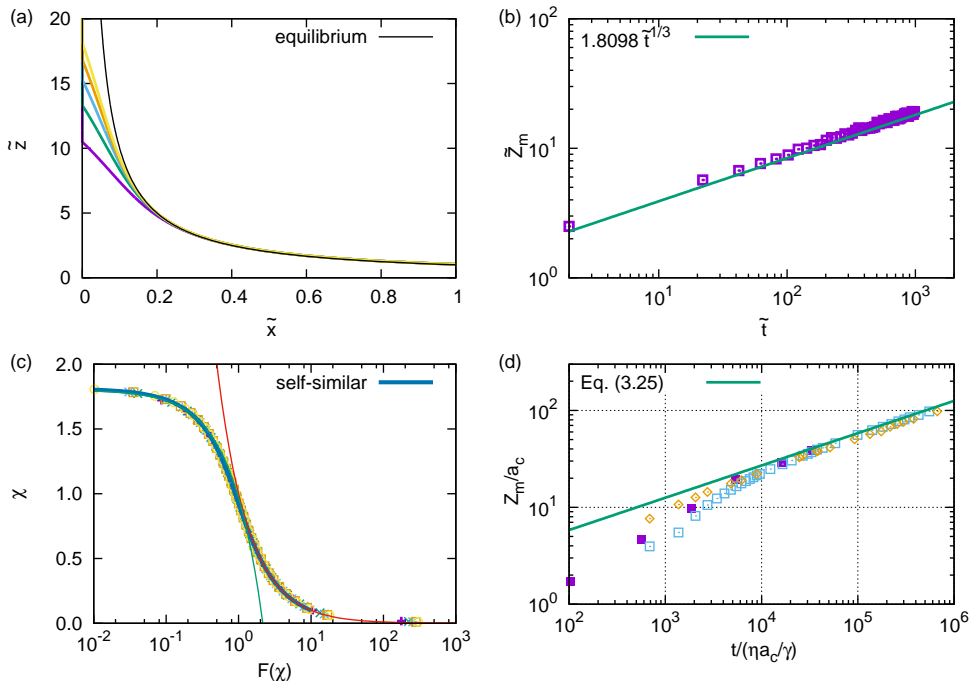 (a)
20
15
10
5
0
z̃
equilibrium
0
0.2
0.4
0.6
0.8
1
x̃
(b)
10²
10¹
10⁰
z̃ₘ
1.8098 t̃^1/3
10¹
10²
10³
t̃
(c)
2.0
1.5
1.0
0.5
0.0
χ
self-similar
10⁻²
10⁻¹
10⁰
10¹
10²
10³
F(χ)
(d)
10²
10¹
10⁰
zₘ/a_c
Eq. (3.25)
10²
10³
10⁴
10⁵
10⁶
t/(ηa_c/γ)